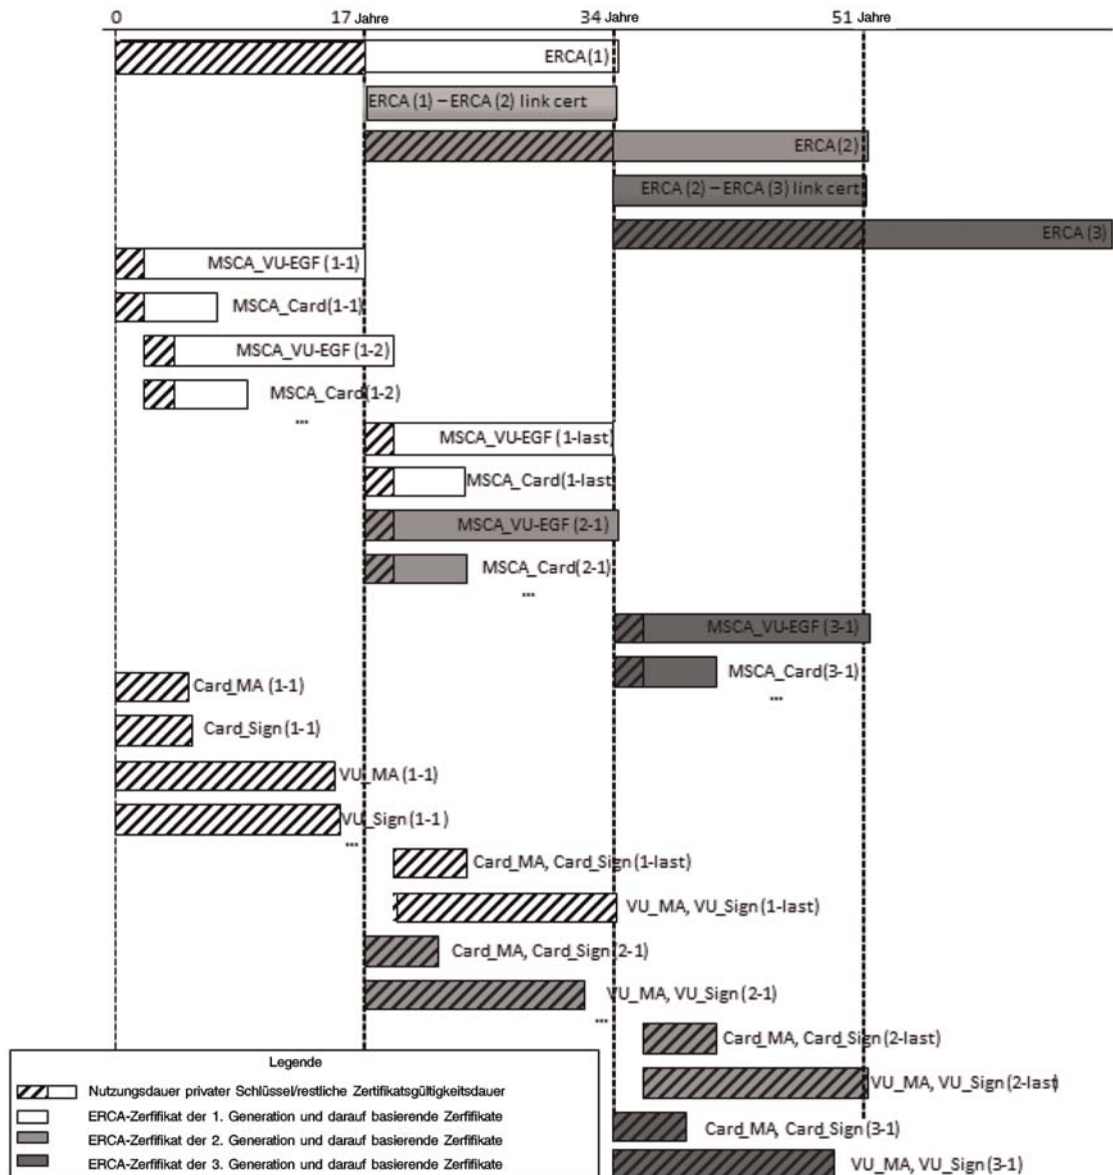 0 17 Jahre 34 Jahre 51 Jahre
ERCA (1)
ERCA (1) – ERCA (2) link cert
ERCA (2)
ERCA (2) – ERCA (3) link cert
ERCA (3)
MSCA_VU-EGF (1-1)
MSCA_Card(1-1)
MSCA_VU-EGF (1-2)
MSCA_Card(1-2)
...
MSCA_VU-EGF (1-last)
MSCA_Card(1-last
MSCA_VU-EGF (2-1)
MSCA_Card(2-1)
...
MSCA_VU-EGF (3-1)
MSCA_Card(3-1)
...
Card_MA (1-1)
Card_Sign (1-1)
VU_MA (1-1)
VU_Sign (1-1)
...
Card_MA, Card_Sign (1-last)
VU_MA, VU_Sign (1-last)
Card_MA, Card_Sign (2-1)
VU_MA, VU_Sign (2-1)
...
Card_MA, Card_Sign (2-last)
VU_MA, VU_Sign (2-last)
Card_MA, Card_Sign (3-1)
VU_MA, VU_Sign (3-1)
Legende
Nutzungsdauer privater Schlüssel/restliche Zertifikatsgültigkeitsdauer
ERCA-Zerfifikat der 1. Generation und darauf basierende Zerfifikate
ERCA-Zerfifikat der 2. Generation und darauf basierende Zerfifikate
ERCA-Zerfifikat der 3. Generation und darauf basierende Zerfifikate